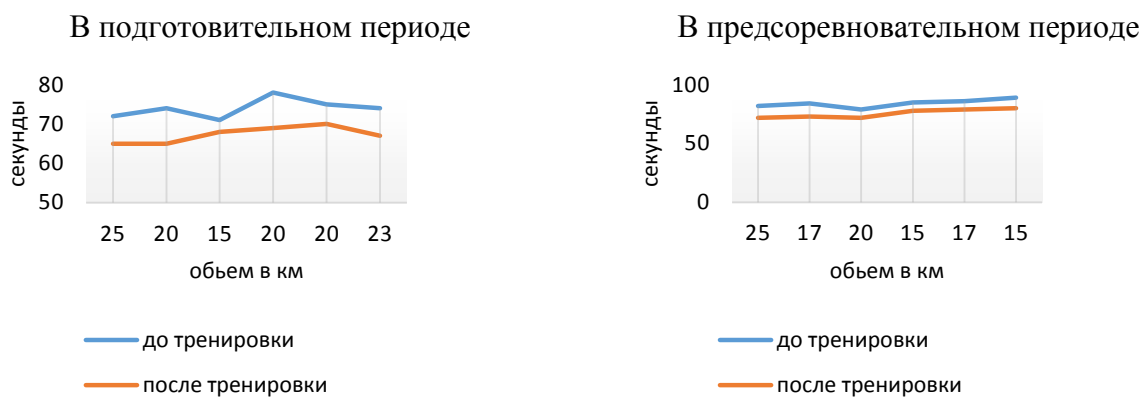 В подготовительном периоде
80
70
60
50
секунды
25 20 15 20 20 23
обьем в км
до тренировки
после тренировки
В предсоревновательном периоде
100
50
0
секунды
25 17 20 15 17 15
обьем в км
до тренировки
после тренировки